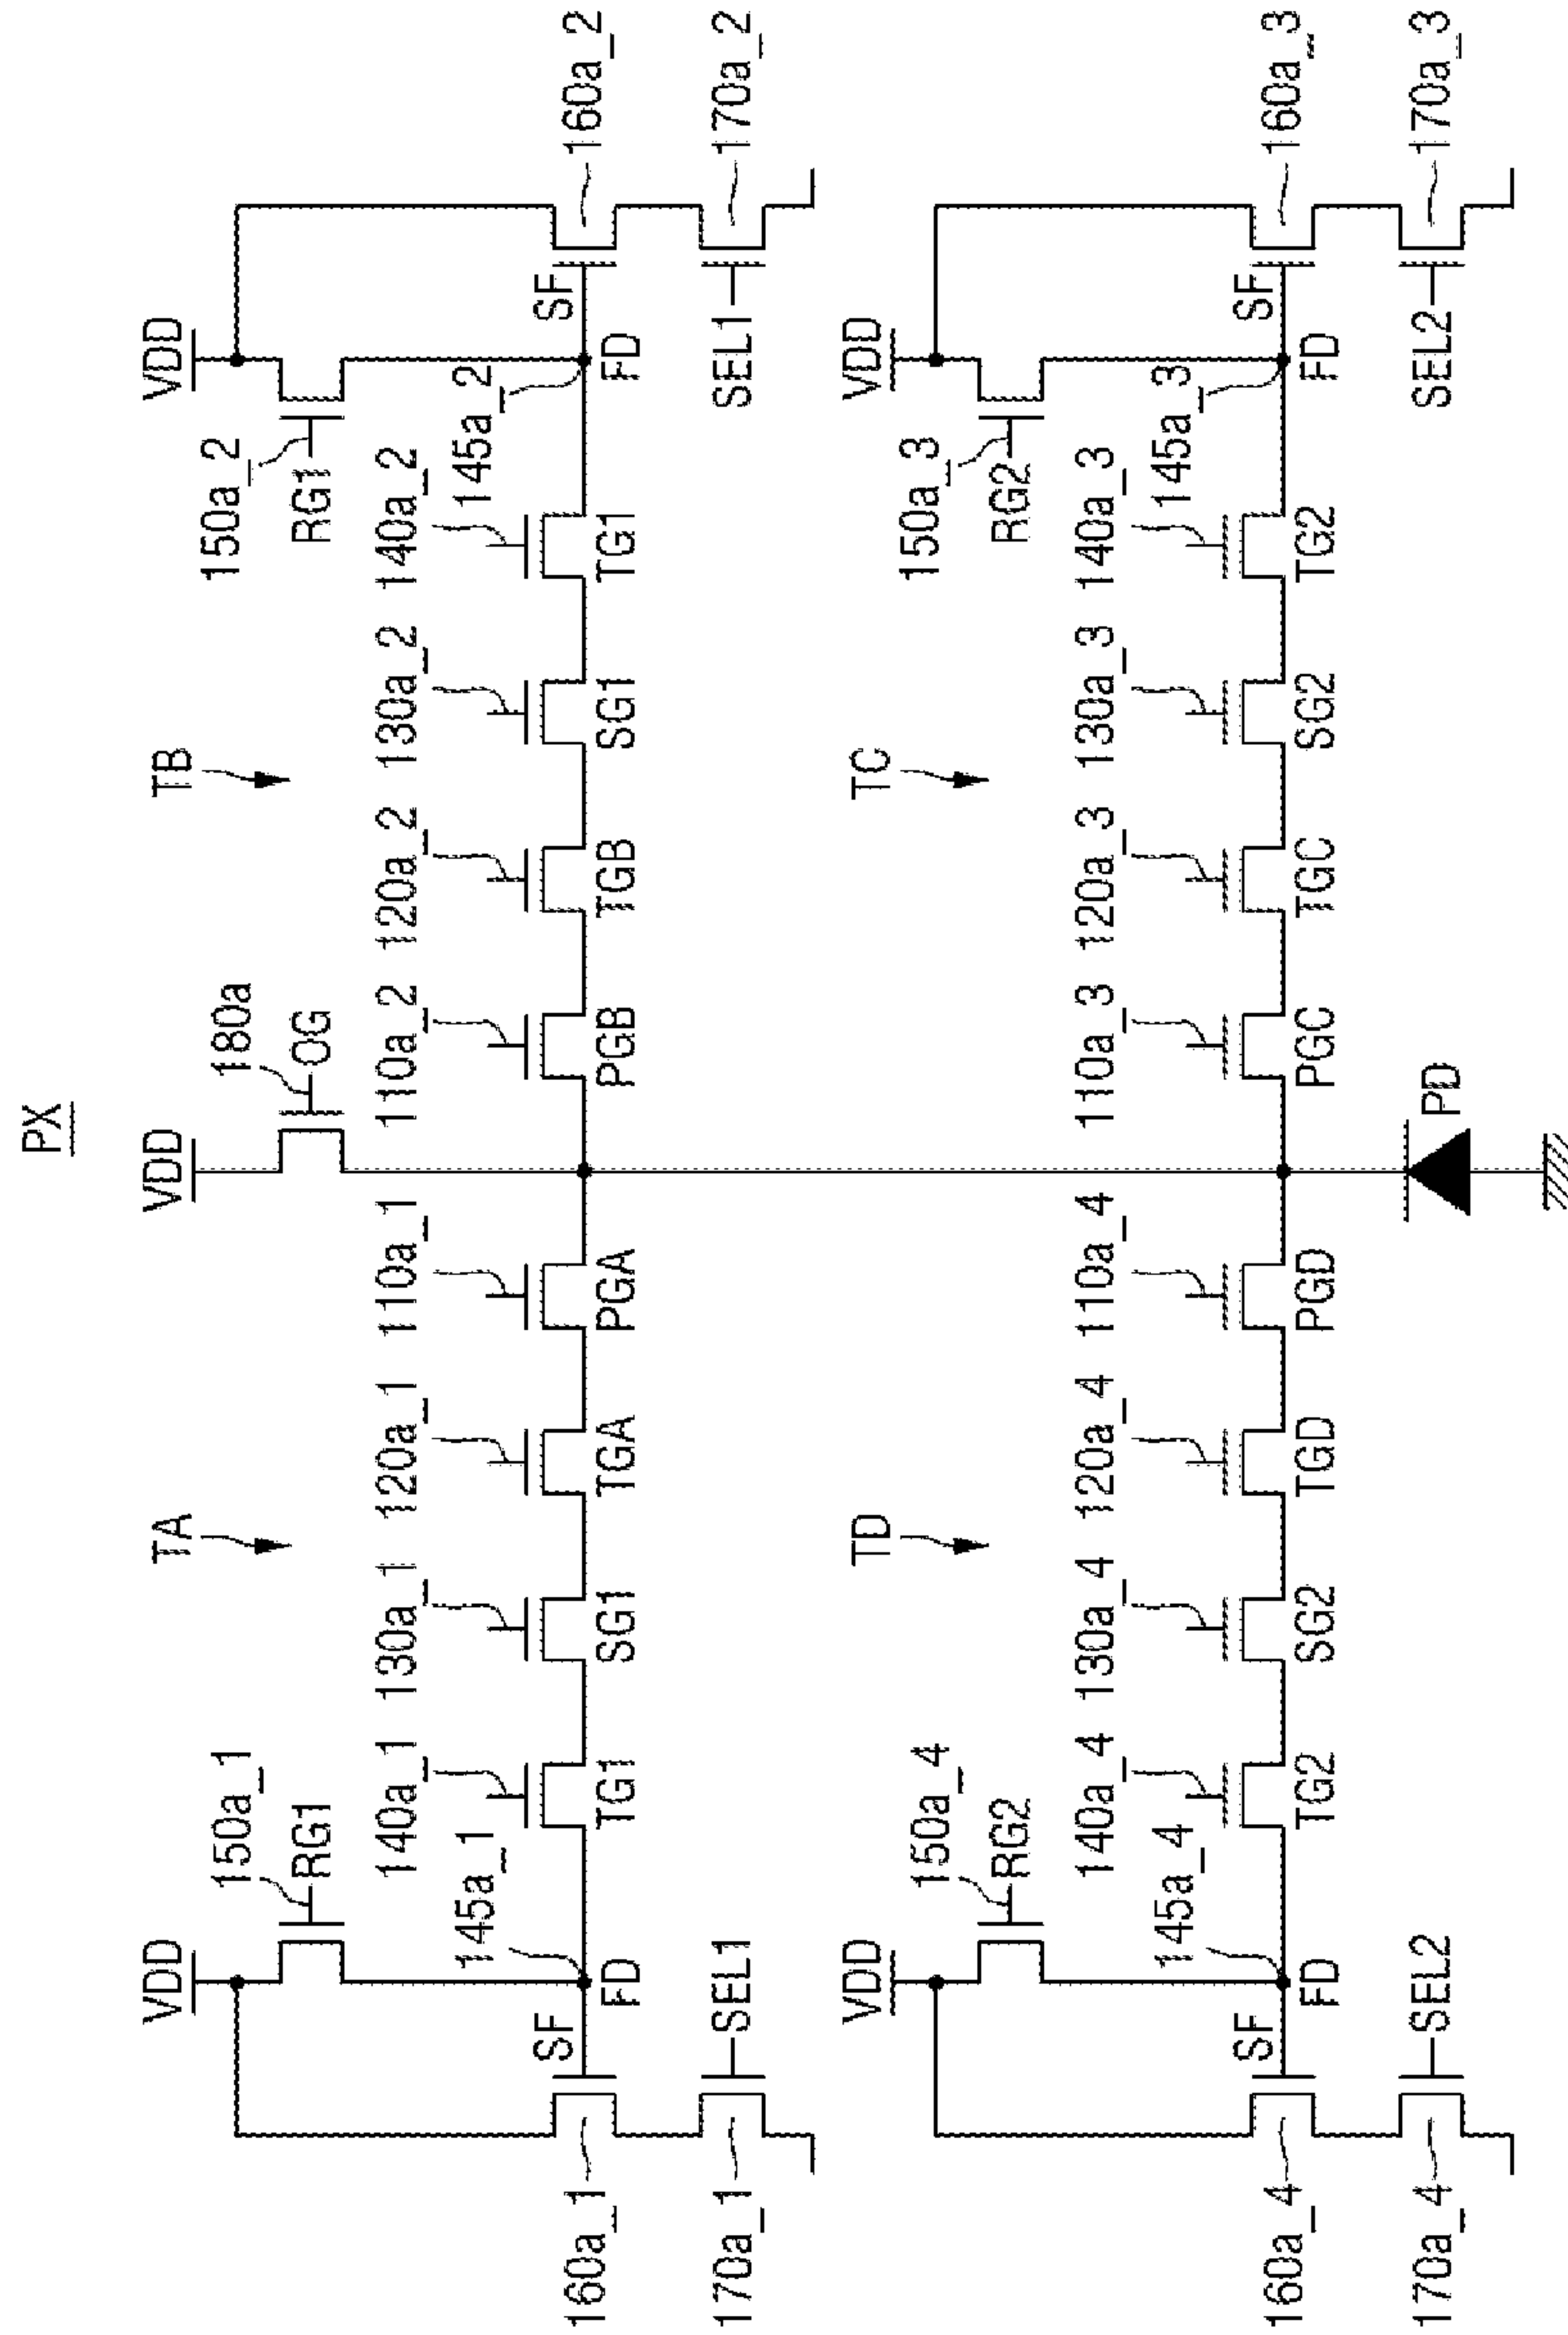 PX
VDD
VDD
VDD
150a_1
RG1
180a
OG
150a_2
RG1
TA
TB
140a_1
130a_1
120a_1
110a_1
110a_2
120a_2
130a_2
140a_2
145a_1
145a_2
SF
SF
160a_1
160a_2
FD
TG1
SG1
TGA
PGA
PGB
TGB
SG1
TG1
FD
170a_1
SEL1
SEL1
170a_2
VDD
VDD
150a_4
RG2
150a_3
RG2
TD
TC
140a_4
130a_4
120a_4
110a_4
110a_3
120a_3
130a_3
140a_3
145a_4
145a_3
SF
SF
160a_4
160a_3
FD
TG2
SG2
TGD
PGD
PGC
TGC
SG2
TG2
FD
170a_4
SEL2
PD
SEL2
170a_3